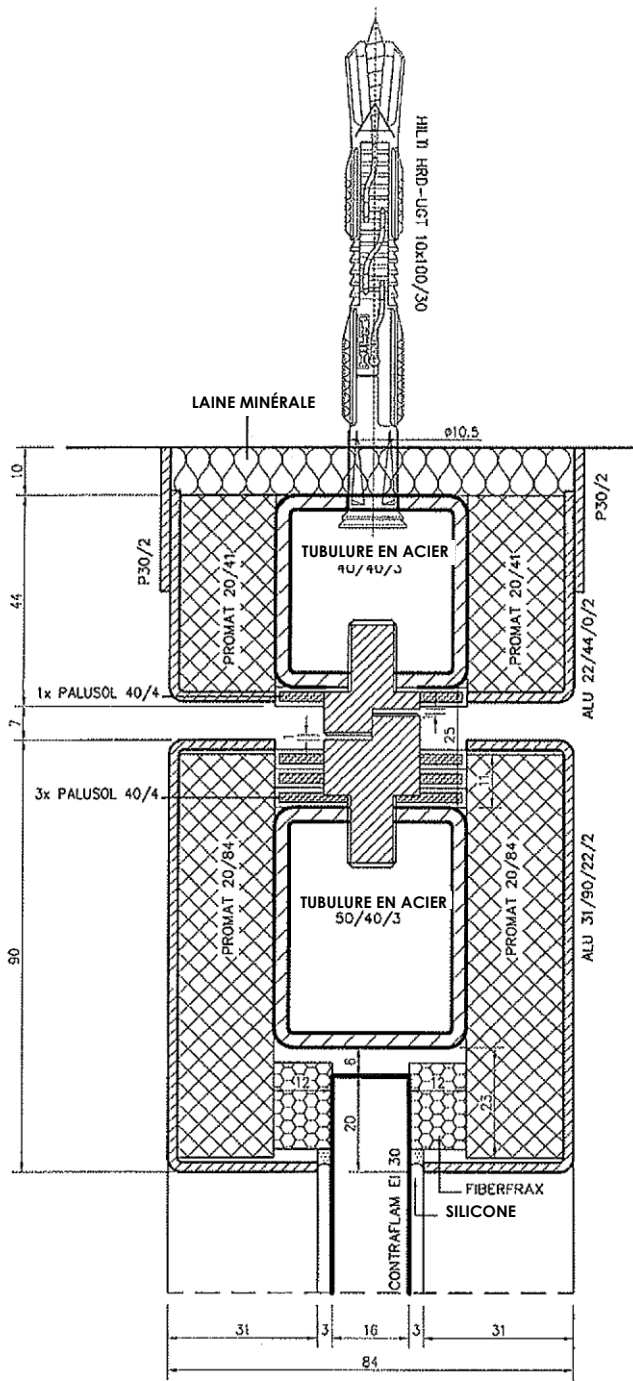 HILTI HRD-UGT 10x100/30
LAINE MINÉRALE
ø10,5
10
P30/2
P30/2
TUBULURE EN ACIER
40/40/3
PROMAT 20/41
PROMAT 20/41
44
ALU 22/44/0/2
1x PALUSOL 40/4
7
1
25
11
3x PALUSOL 40/4
TUBULURE EN ACIER
50/40/3
PROMAT 20/84
PROMAT 20/84
ALU 31/90/22/2
90
6
12
12
20
23
FIBERFRAX
SILICONE
CONTRAFLAM EI 30
31
3
16
3
31
84